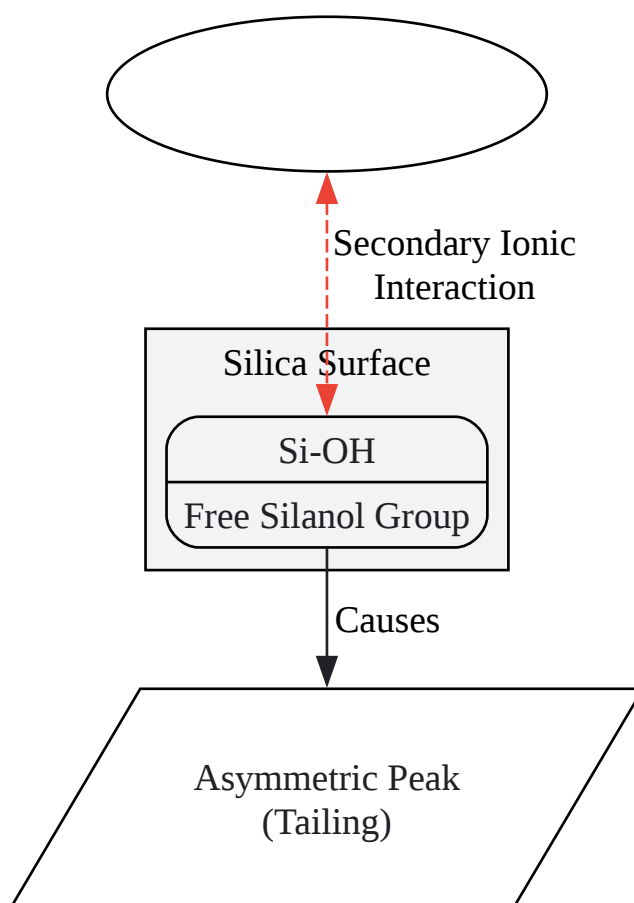 Secondary Ionic
Interaction
Silica Surface
Si-OH
Free Silanol Group
Causes
Asymmetric Peak
(Tailing)